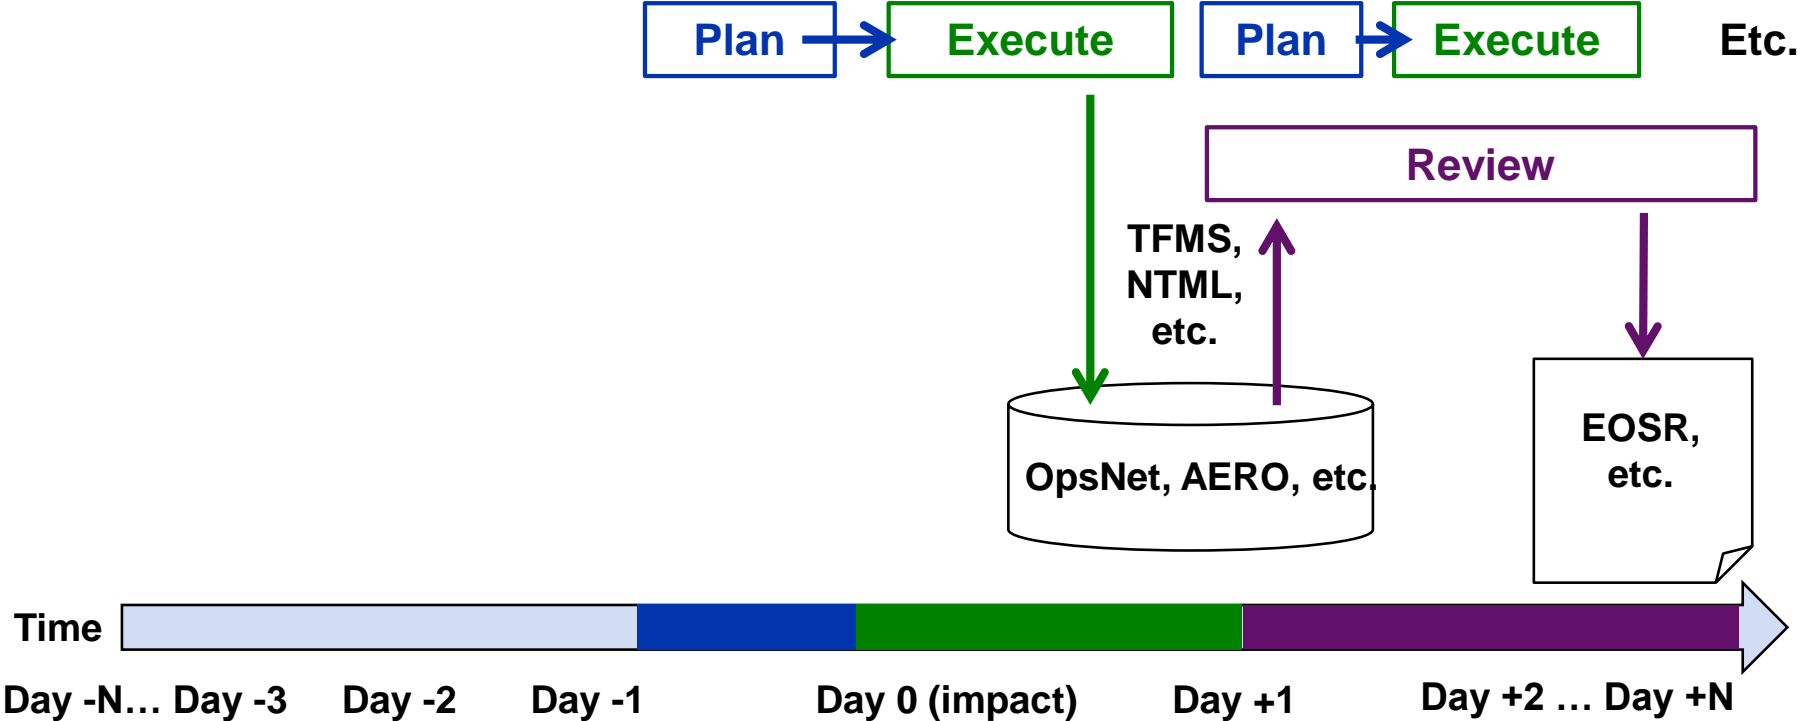 Plan
Execute
Plan
Execute
Etc.
Review
TFMS,
NTML,
etc.
OpsNet, AERO, etc.
EOSR,
etc.
Time
Day -N… Day -3
Day -2
Day -1
Day 0 (impact)
Day +1
Day +2 … Day +N